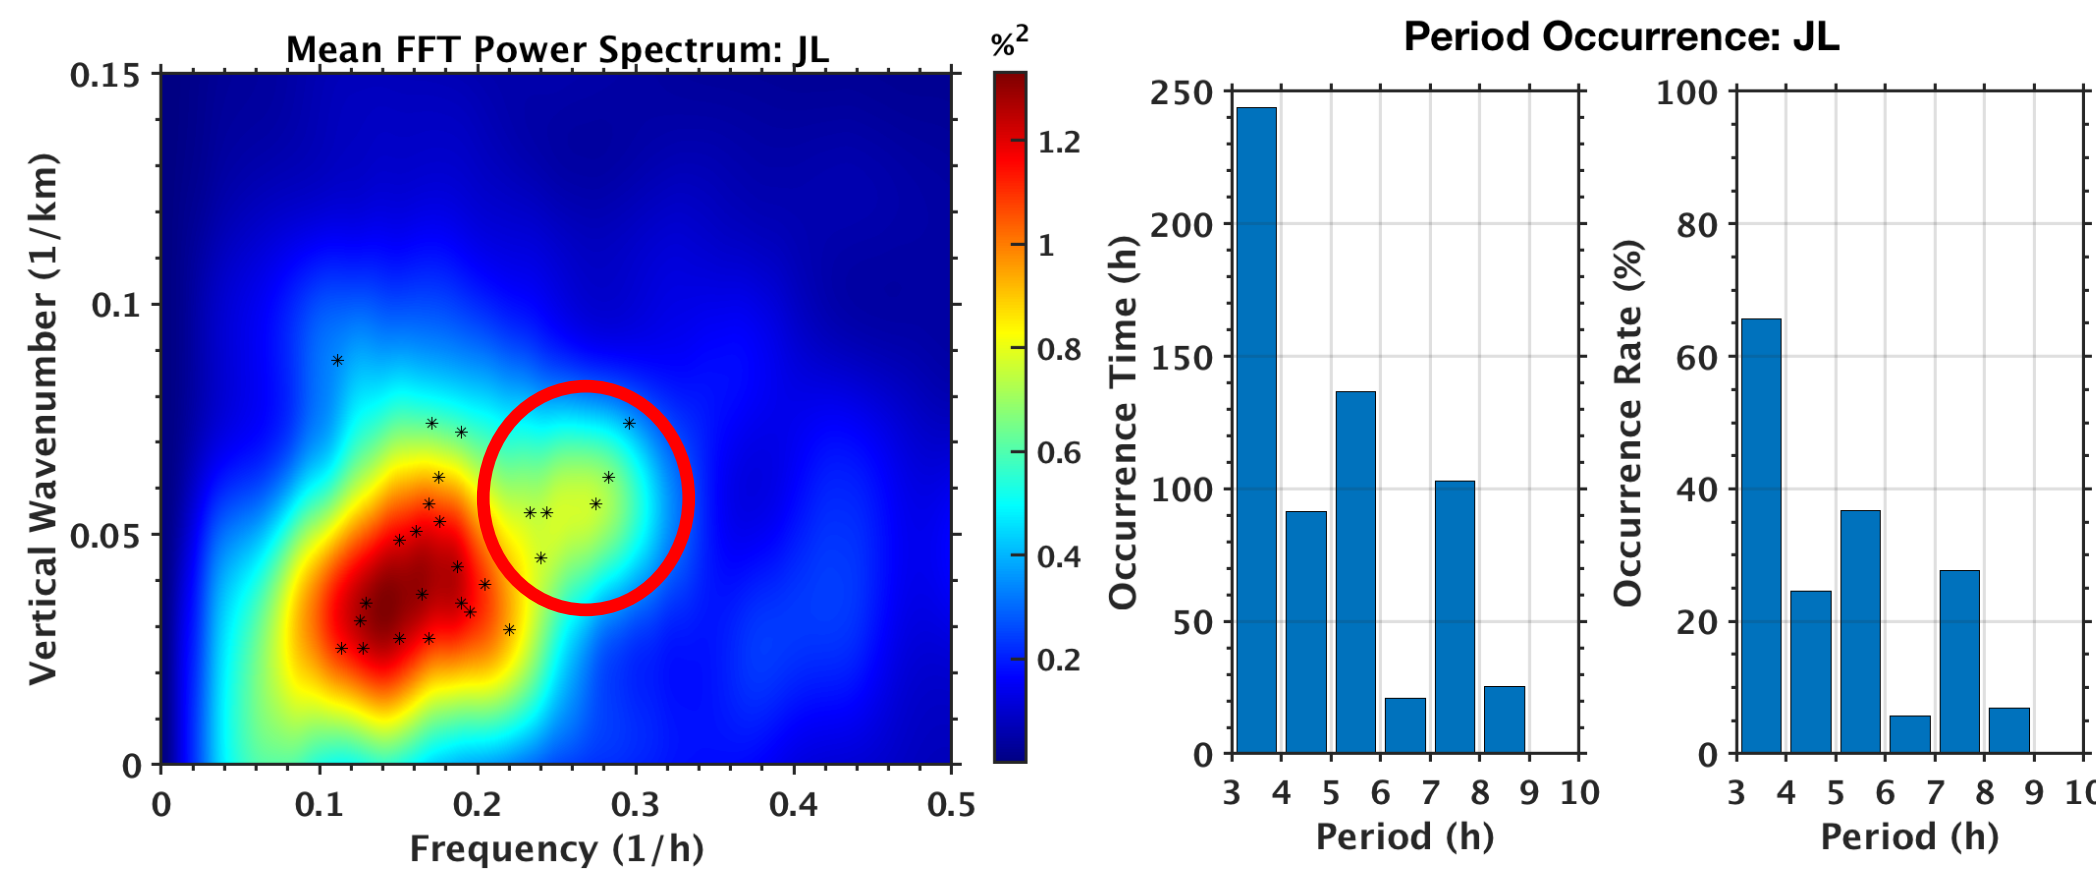 Mean FFT Power Spectrum: JL
%2
0.15
0.1
0.05
0
Vertical Wavenumber (1/km)
0 0.1 0.2 0.3 0.4 0.5
Frequency (1/h)
1.2
1
0.8
0.6
0.4
0.2
Period Occurrence: JL
250
200
150
100
50
0
Occurrence Time (h)
3 4 5 6 7 8 9 10
Period (h)
100
80
60
40
20
0
Occurrence Rate (%)
3 4 5 6 7 8 9 10
Period (h)